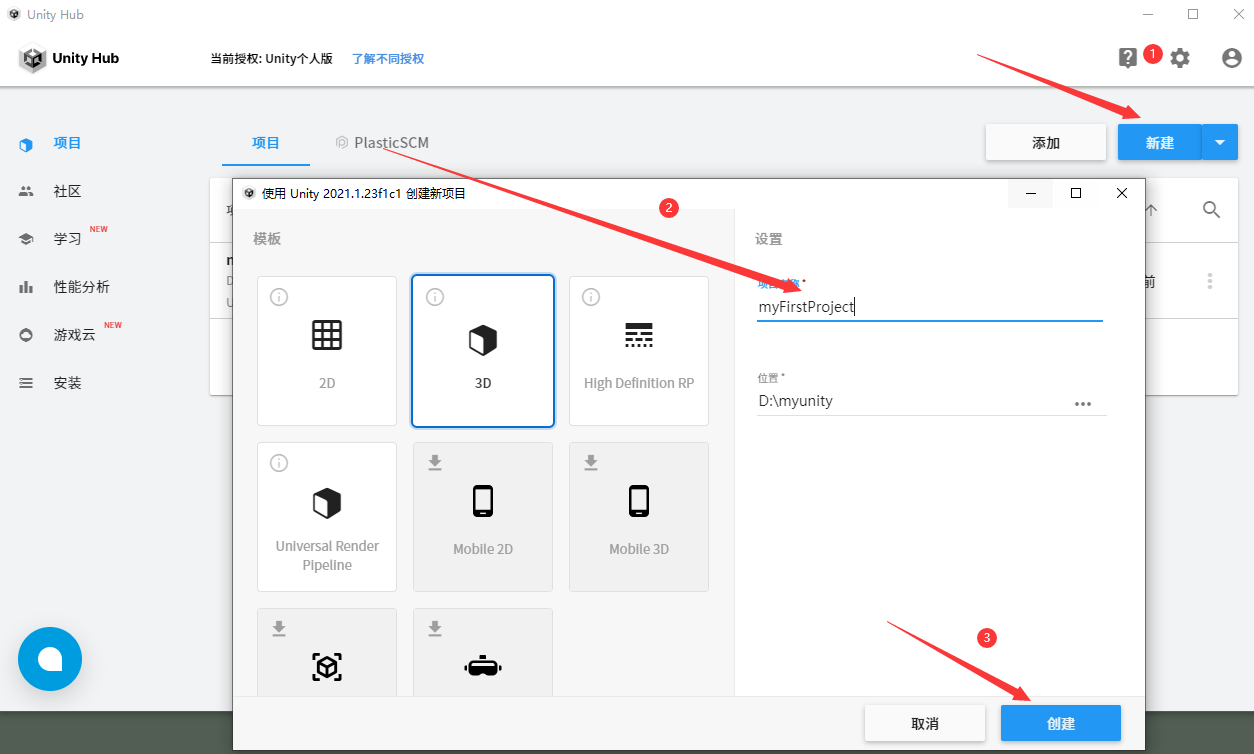 Unity Hub
Unity Hub
当前授权: Unity个人版 了解不同授权
1
项目
社区
学习 NEW
性能分析
游戏云 NEW
安装
项目 PlasticSCM
添加
新建
前
使用 Unity 2021.1.23f1c1 创建新项目
2
模板
2D
3D
High Definition RP
Universal Render
Pipeline
Mobile 2D
Mobile 3D
设置
myFirstProject
位置 *
D:\myunity
3
取消
创建